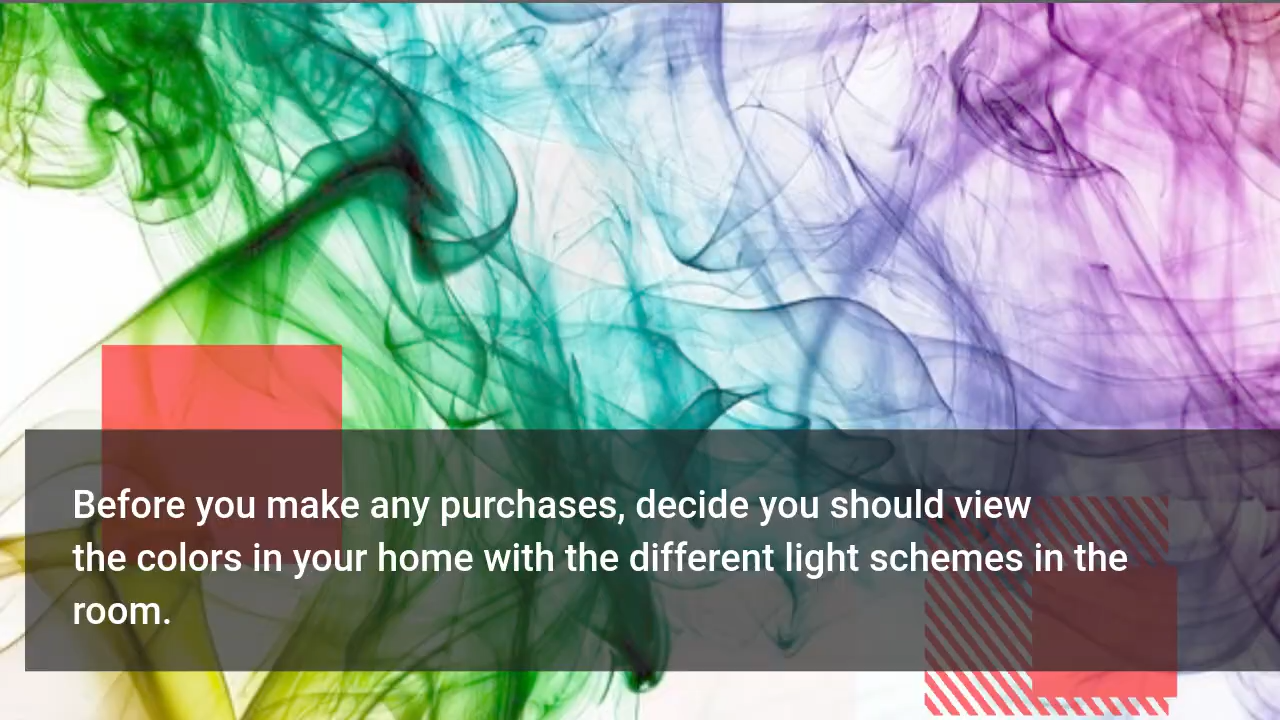 Before you make any purchases, decide you should view
the colors in your home with the different light schemes in the
room.